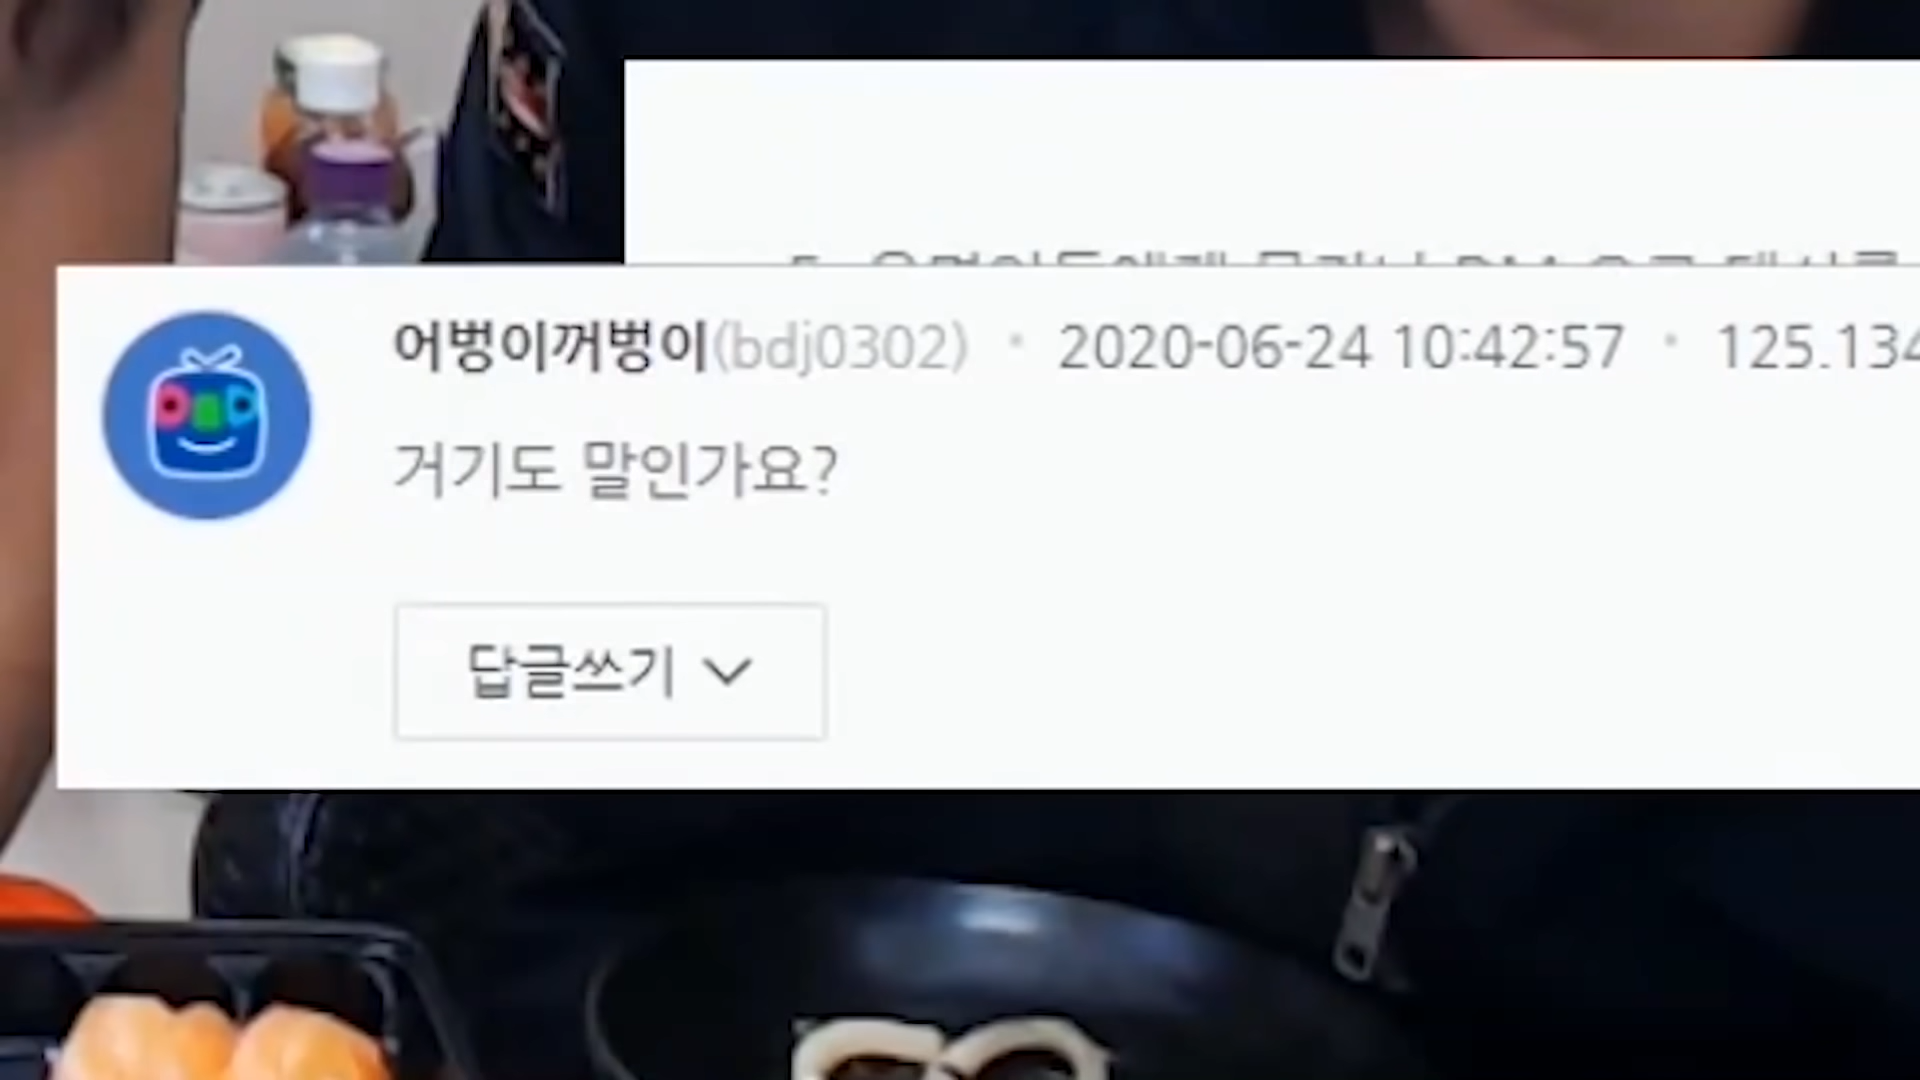 어벙이꺼벙이(bdj0302) • 2020-06-24 10:42:57 • 125.134
거기도 말인가요?
답글쓰기